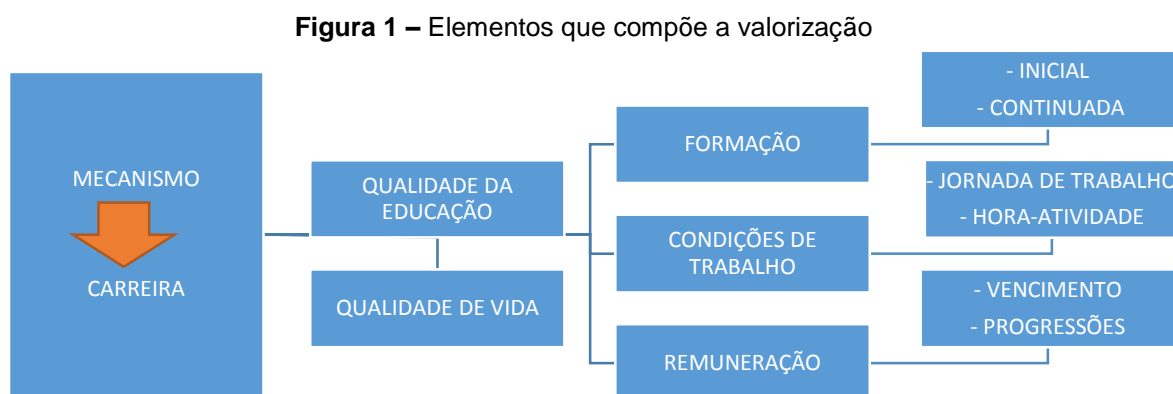 Figura 1 – Elementos que compõe a valorização
MECANISMO
CARREIRA
QUALIDADE DA
EDUCAÇÃO
QUALIDADE DE VIDA
FORMAÇÃO
- INICIAL
- CONTINUADA
CONDIÇÕES DE
TRABALHO
- JORNADA DE TRABALHO
- HORA-ATIVIDADE
REMUNERAÇÃO
- VENCIMENTO
- PROGRESSÕES